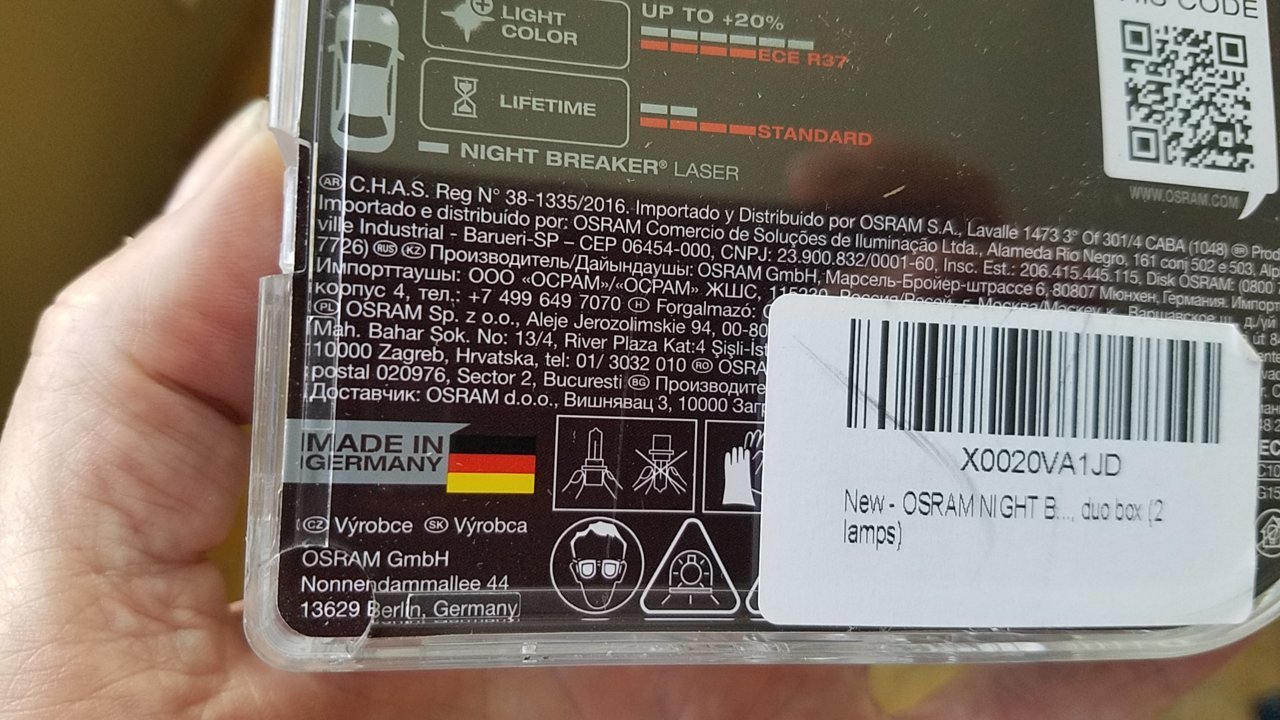 LIGHT
COLOR
UP TO +20%
ECE R37
LIFETIME
STANDARD
NIGHT BREAKER® LASER
CODE
WWW.OSRAM.COM
AR C.H.A.S. Reg N° 38-1335/2016. Importado y Distribuido por OSRAM S.A., Lavalle 1473 3° Of 301/4 CABA (1048) BR
Importado e distribuído por: OSRAM Comercio de Soluções de Iluminação Ltda., Alameda Rio Negro, 161 conj 502 e 503,
ville Industrial - Barueri-SP – CEP 06454-000, CNPJ: 23.900.832/0001-60, Insc. Est.: 206.415.445.115, Disk OSRAM: (0800
7726) RUS KZ Производитель/Дайындаушы: OSRAM GmbH, Марсель-Бройер-штрассе 6, 80807 Мюнхен, Германия.
Импорттаушы: ООО «ОСРАМ»/«ОСРАМ» ЖШС,
корпус 4, тел.: +7 499 649 7070 H Forgalmazó:
PL OSRAM Sp. z o.o., Aleje Jerozolimskie 94,
Mah. Bahar Sok. No: 13/4, River Plaza Kat:4
10000 Zagreb, Hrvatska, tel: 01/ 3032 010 RO
postal 020976, Sector 2, Bucuresti BG
Доставчик: OSRAM d.o.o., Вишнявац 3, 10000
MADE IN
GERMANY
CZ Výrobce SK Výrobca
OSRAM GmbH
Nonnendammallee 44
13629 Berlin, Germany
X0020VA1JD
New - OSRAM NIGHT B..., duo box (2
lamps)